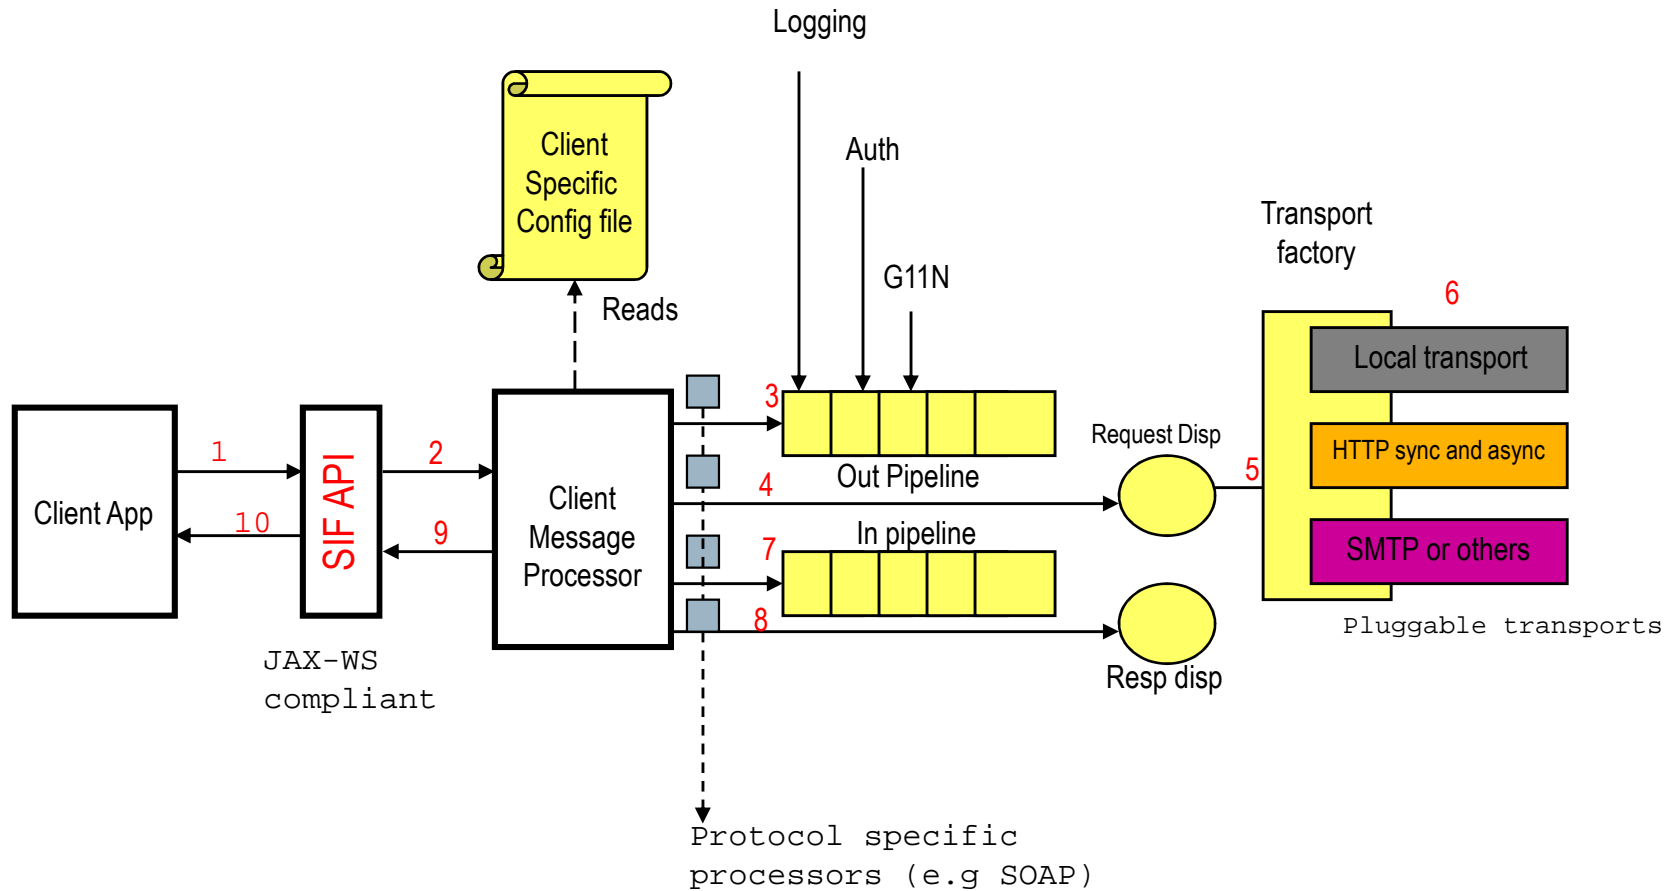 Logging
Client
Specific
Config file
Auth
Transport
factory
G11N
Reads
6
Local transport
3
Request Disp
HTTP sync and async
1
2
Out Pipeline
5
Client App
SIF API
Client
Message
Processor
4
10
9
7
In pipeline
SMTP or others
8
Pluggable transports
JAX-WS
compliant
Resp disp
Protocol specific
processors (e.g SOAP)